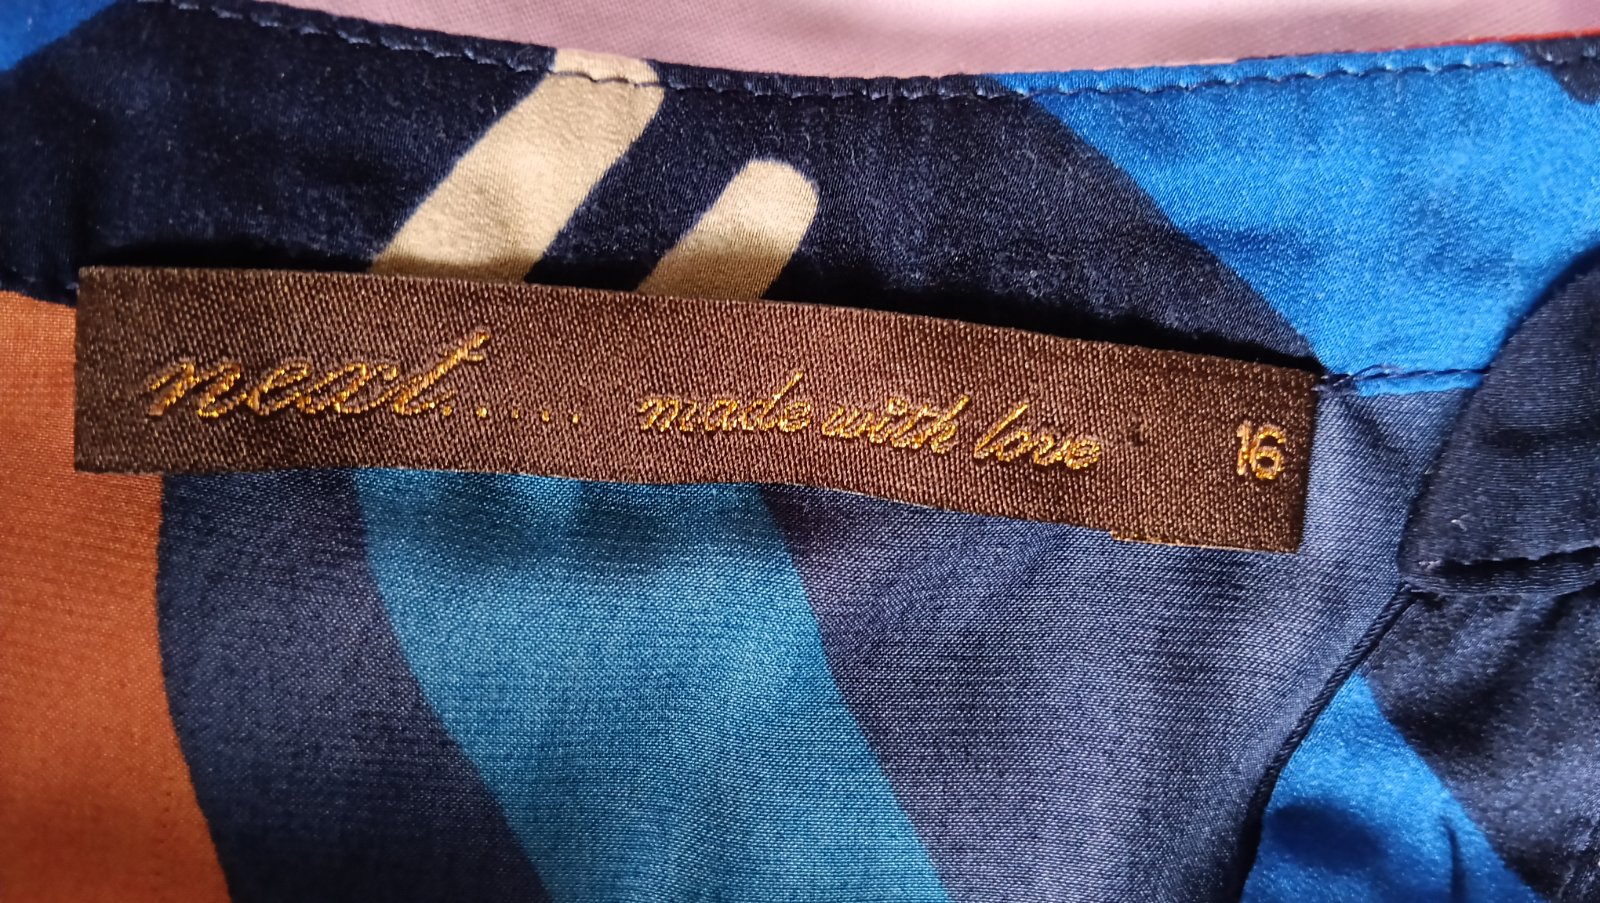 next..... made with love 16